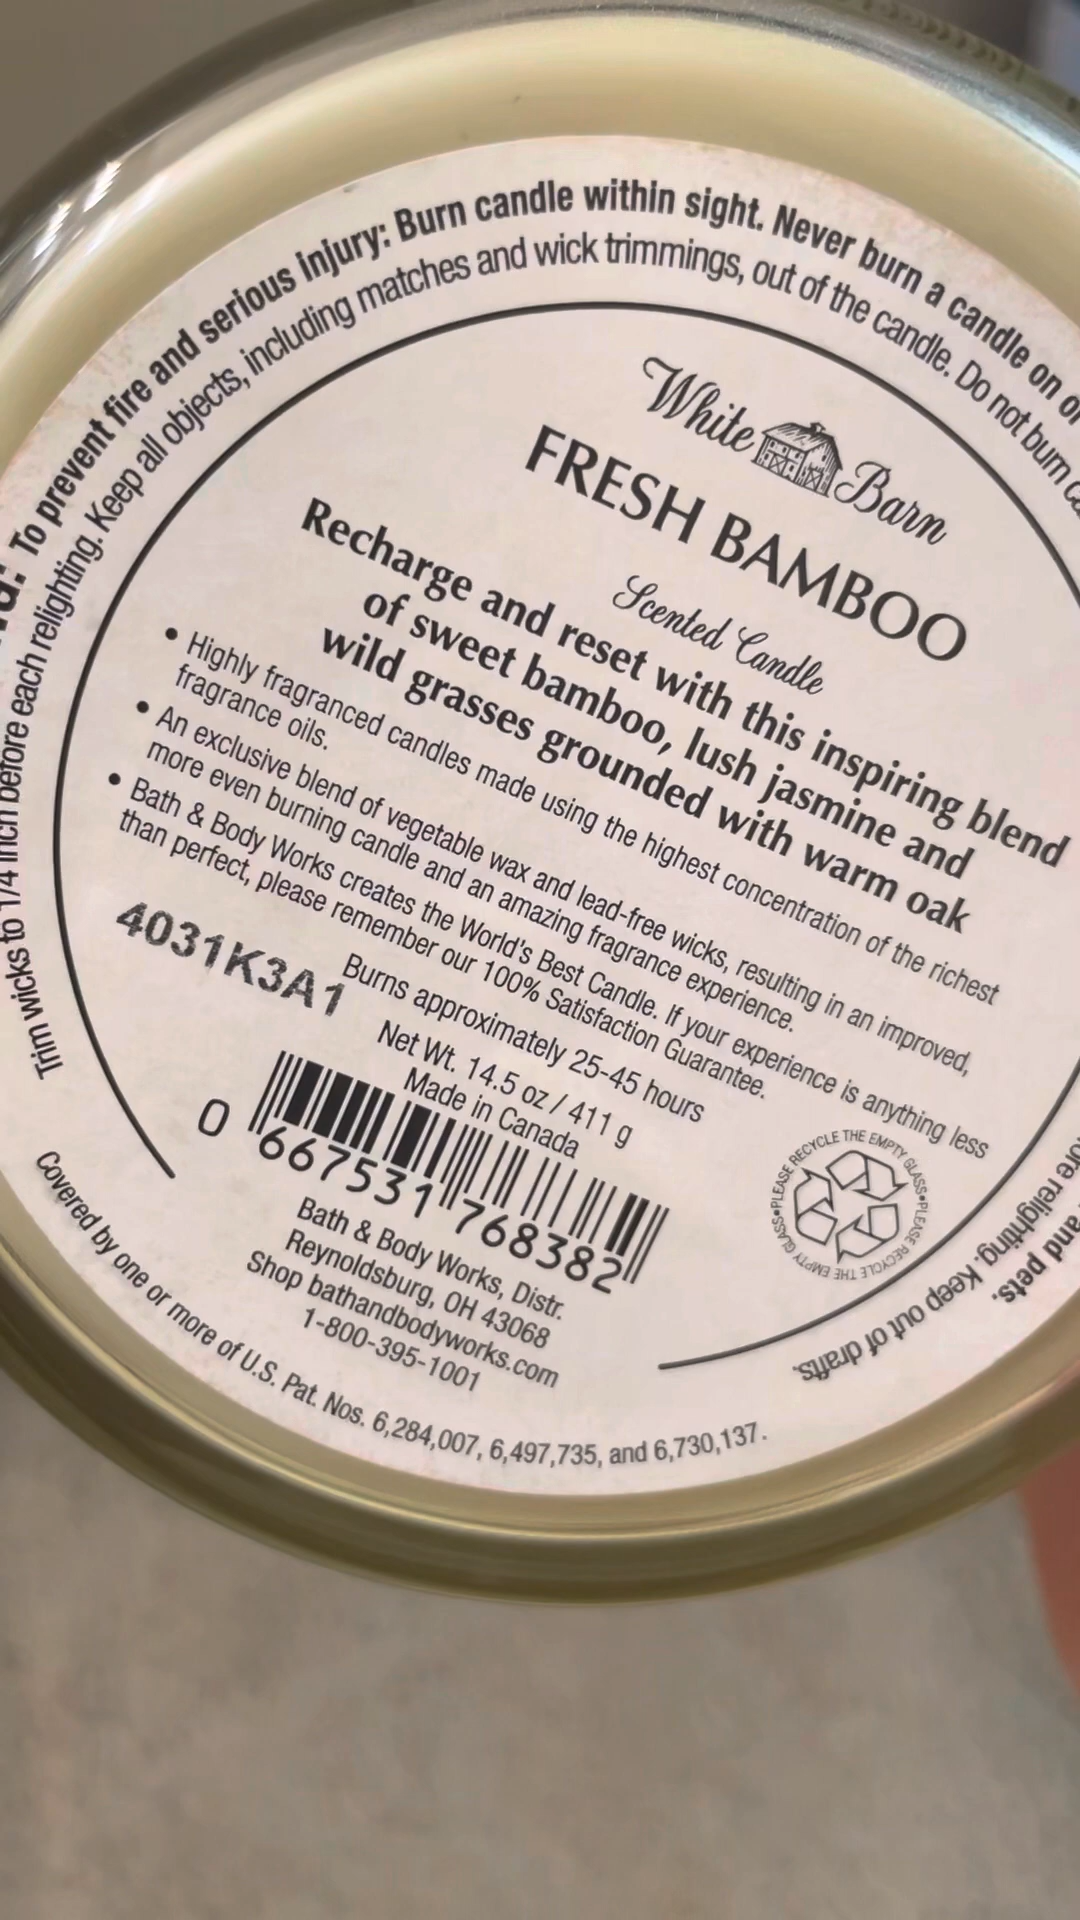 To prevent fire and serious injury: Burn candle within sight. Never burn a candle on or
Trim wicks to 1/4 inch before each relighting. Keep all objects, including matches and wick trimmings, out of the candle. Do not burn
White Barn
FRESH BAMBOO
Scented Candle
Recharge and reset with this inspiring blend
of sweet bamboo, lush jasmine and
wild grasses grounded with warm oak
• Highly fragranced candles made using the highest concentration of the richest
fragrance oils.
• An exclusive blend of vegetable wax and lead-free wicks, resulting in an improved,
more even burning candle and an amazing fragrance experience.
• Bath & Body Works creates the World's Best Candle. If your experience is anything less
than perfect, please remember our 100% Satisfaction Guarantee.
4031K3A1
Burns approximately 25-45 hours
Net Wt. 14.5 oz / 411 g
Made in Canada
0 667531 768382
PLEASE RECYCLE THE EMPTY GLASS•PLEASE RECYCLE THE EMPTY GLASS•
Bath & Body Works, Distr.
Reynoldsburg, OH 43068
Shop bathandbodyworks.com
1-800-395-1001
and pets.
relighting. Keep out of drafts.
Covered by one or more of U.S. Pat. Nos. 6,284,007, 6,497,735, and 6,730,137.